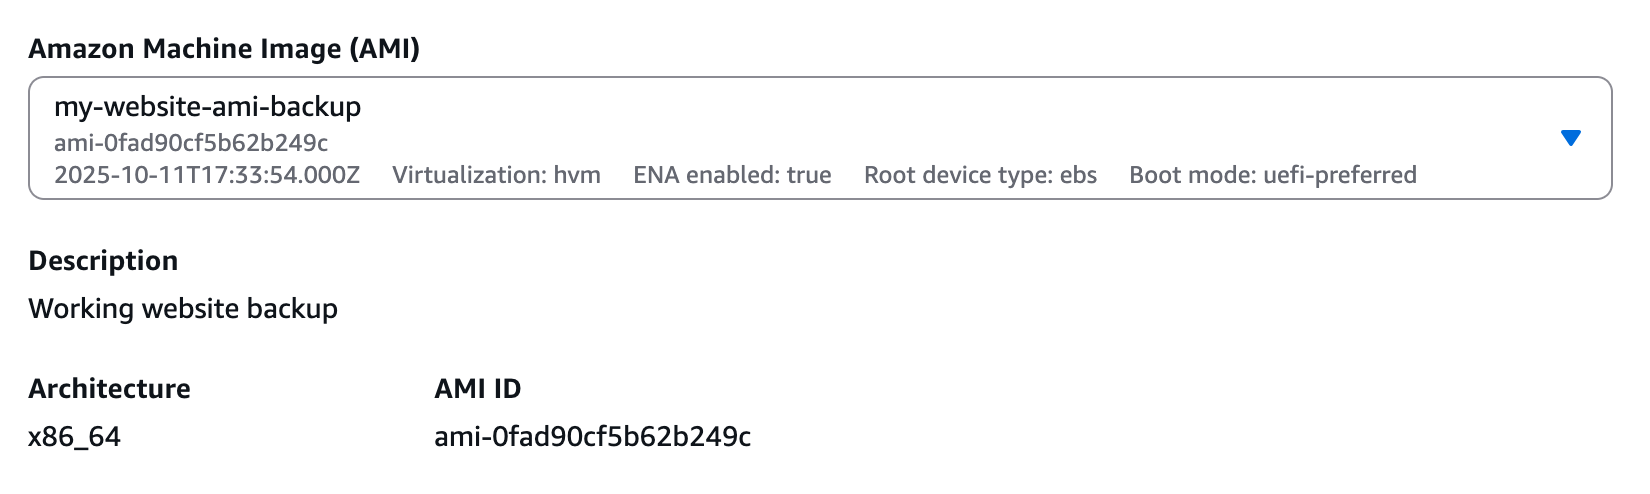 Amazon Machine Image (AMI)
my-website-ami-backup
ami-0fad90cf5b62b249c
2025-10-11T17:33:54.000Z Virtualization: hvm ENA enabled: true Root device type: ebs Boot mode: uefi-preferred
Description
Working website backup
Architecture AMI ID
x86_64 ami-0fad90cf5b62b249c